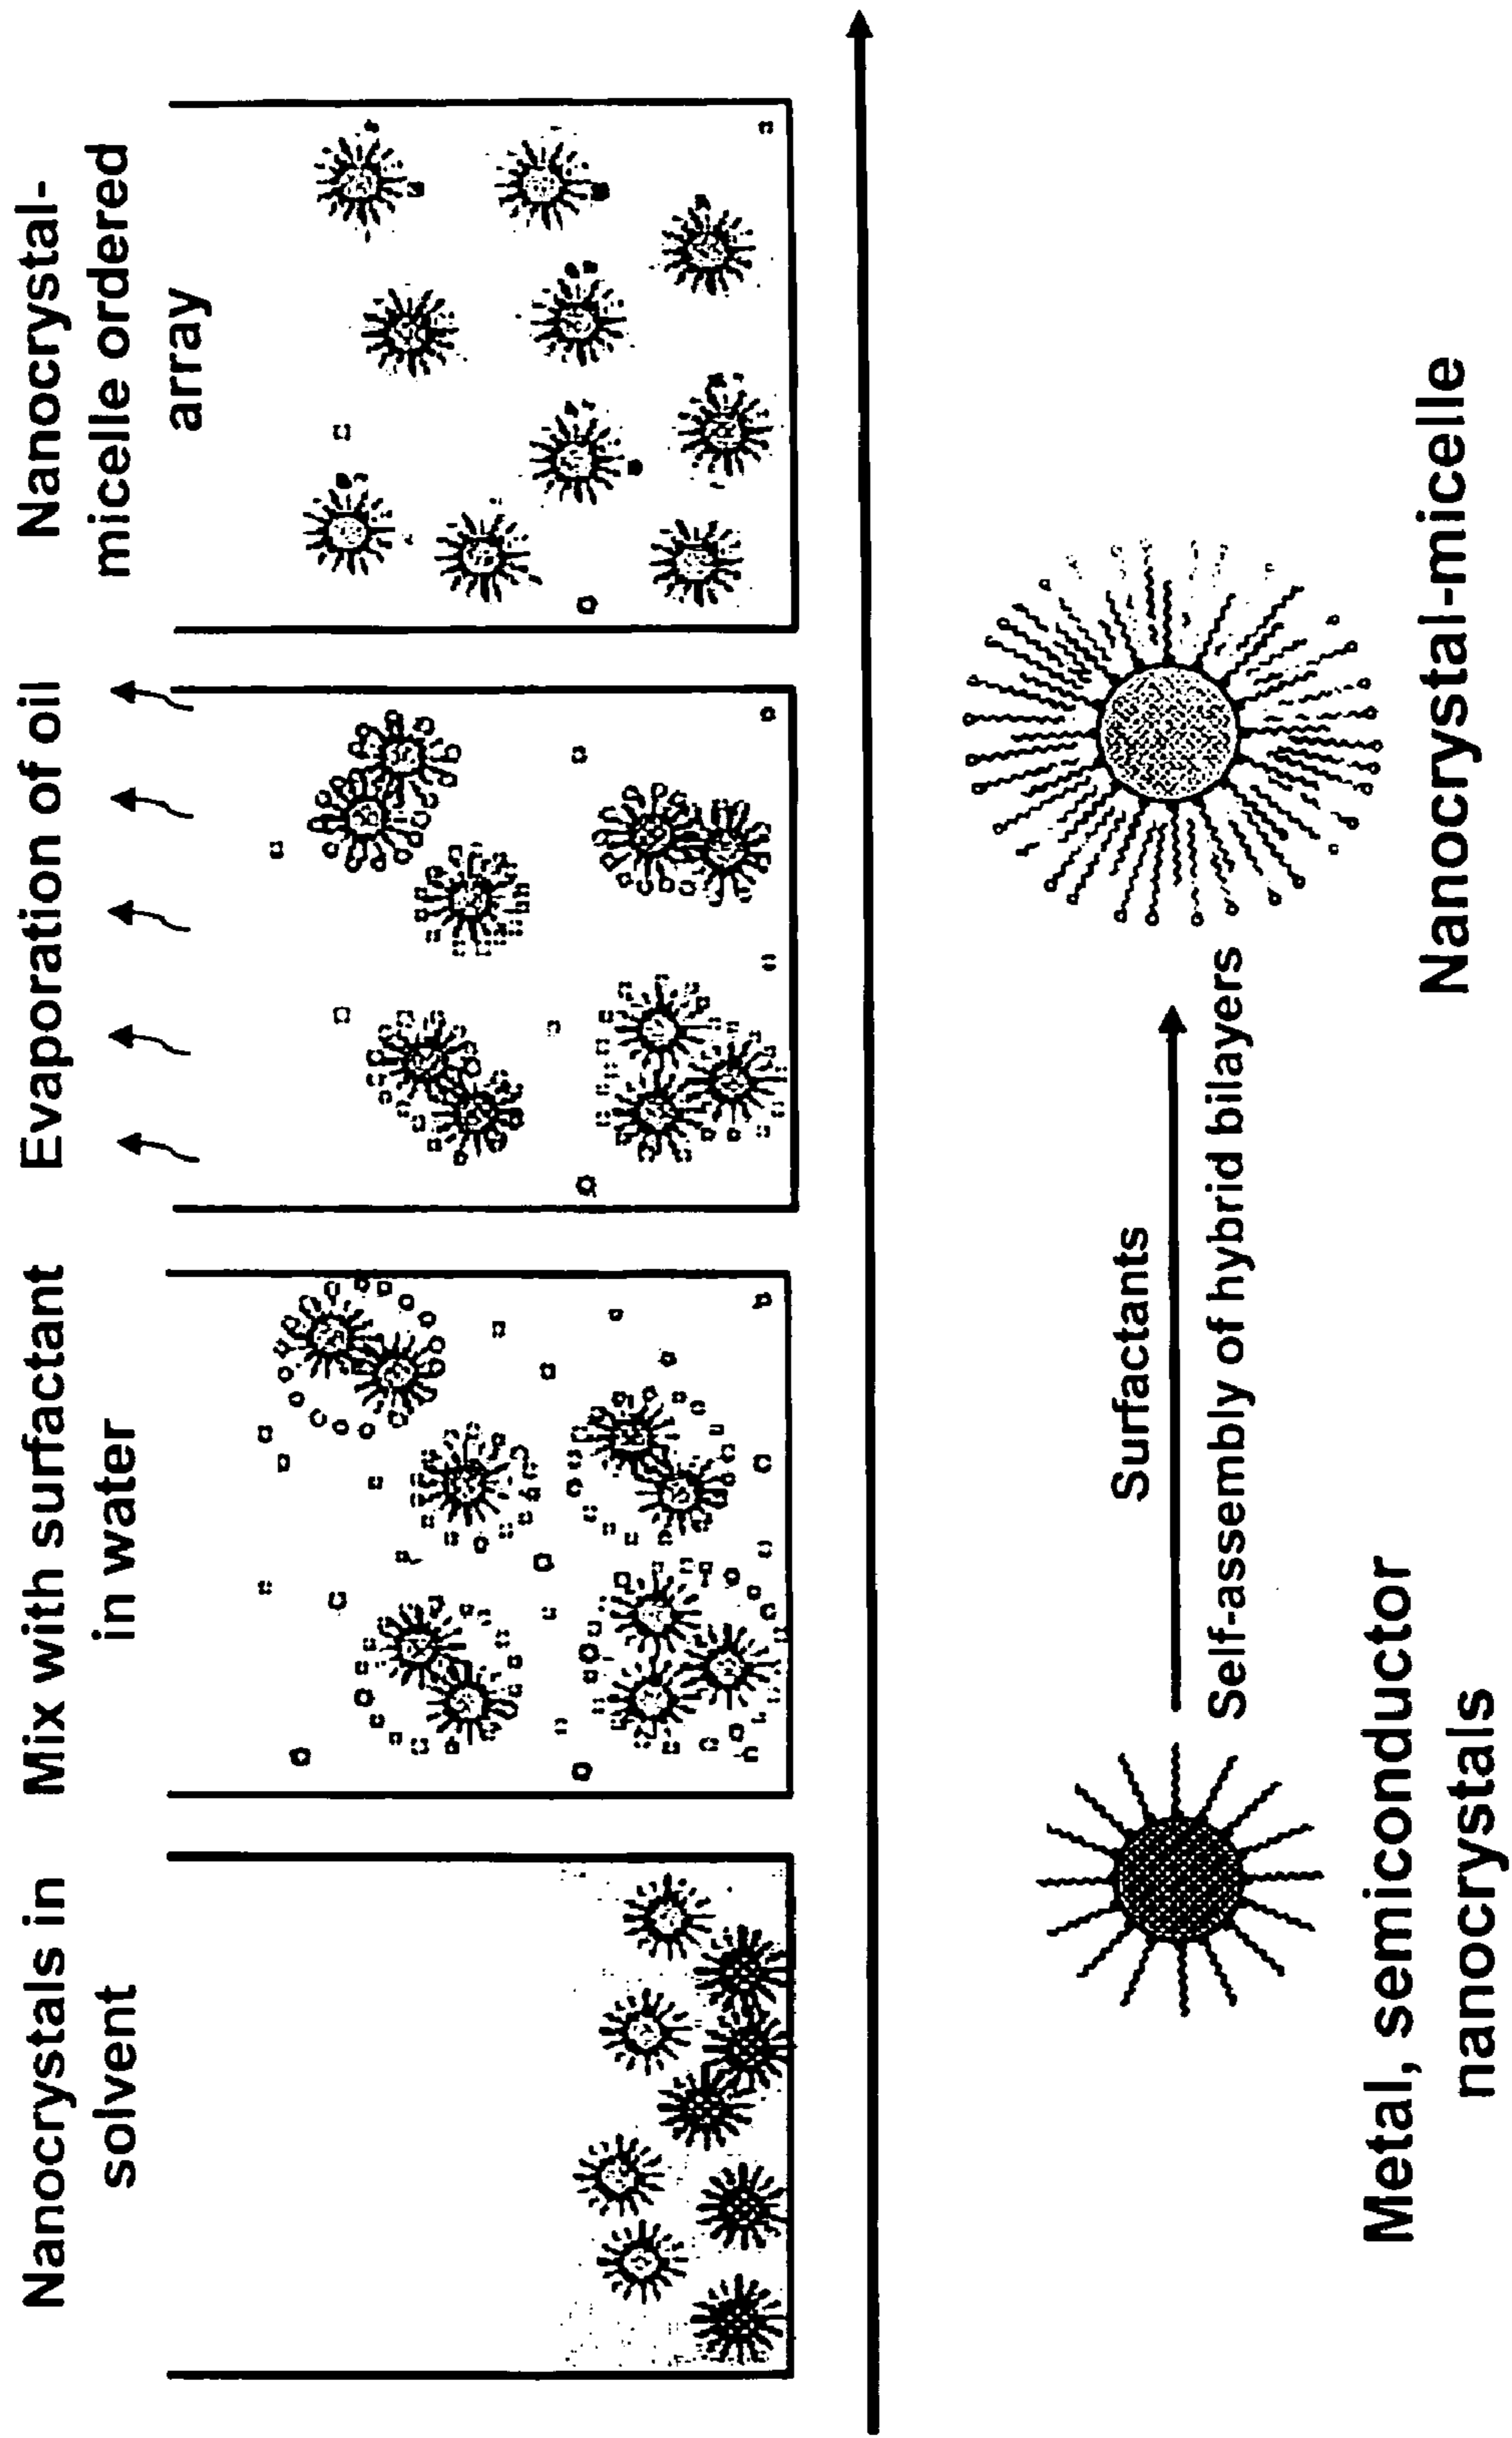 Nanocrystals in
solvent
Mix with surfactant
in water
Evaporation of oil
Nanocrystal-
micelle ordered
array
Surfactants
Self-assembly of hybrid bilayers
Metal, semiconductor
nanocrystals
Nanocrystal-micelle